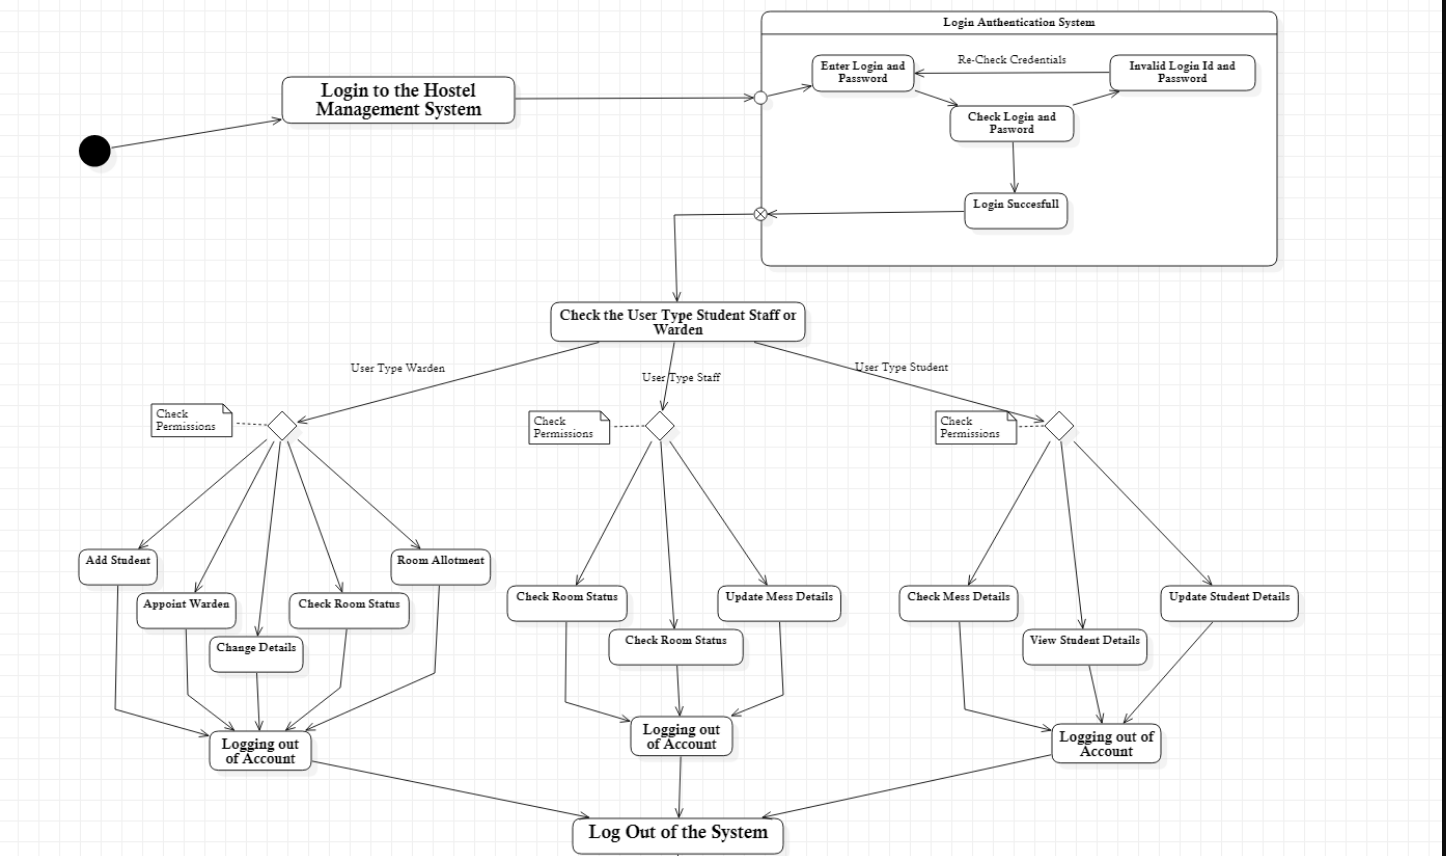 Login Authentication System
Enter Login and
Password
Re-Check Credentials
Invalid Login Id and
Password
Login to the Hostel
Management System
Check Login and
Pasword
Login Succesfull
Check the User Type Student Staff or
Warden
User Type Warden
User Type Staff
User Type Student
Check
Permissions
Check
Permissions
Check
Permissions
Add Student
Appoint Warden
Change Details
Check Room Status
Room Allotment
Check Room Status
Check Room Status
Update Mess Details
Check Mess Details
View Student Details
Update Student Details
Logging out
of Account
Logging out
of Account
Logging out of
Account
Log Out of the System